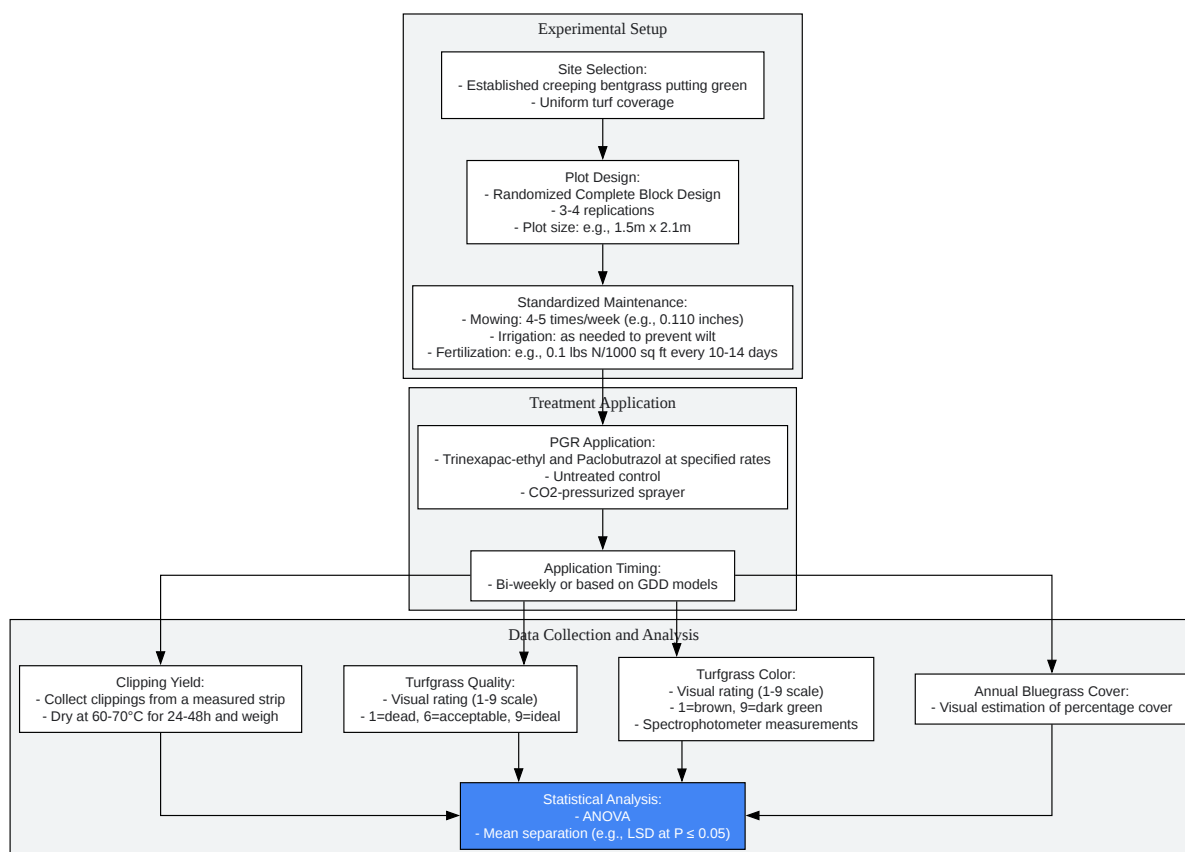 Experimental Setup
Site Selection:
- Established creeping bentgrass putting green
- Uniform turf coverage
Plot Design:
- Randomized Complete Block Design
- 3-4 replications
- Plot size: e.g., 1.5m x 2.1m
Standardized Maintenance:
- Mowing: 4-5 times/week (e.g., 0.110 inches)
- Irrigation: as needed to prevent wilt
- Fertilization: e.g., 0.1 lbs N/1000 sq ft every 10-14 days
Treatment Application
PGR Application:
- Trinexapac-ethyl and Paclobutrazol at specified rates
- Untreated control
- CO2-pressurized sprayer
Application Timing:
- Bi-weekly or based on GDD models
Data Collection and Analysis
Clipping Yield:
- Collect clippings from a measured strip
- Dry at 60-70°C for 24-48h and weigh
Turfgrass Quality:
- Visual rating (1-9 scale)
- 1=dead, 6=acceptable, 9=ideal
Turfgrass Color:
- Visual rating (1-9 scale)
- 1=brown, 9=dark green
- Spectrophotometer measurements
Annual Bluegrass Cover:
- Visual estimation of percentage cover
Statistical Analysis:
- ANOVA
- Mean separation (e.g., LSD at P ≤ 0.05)